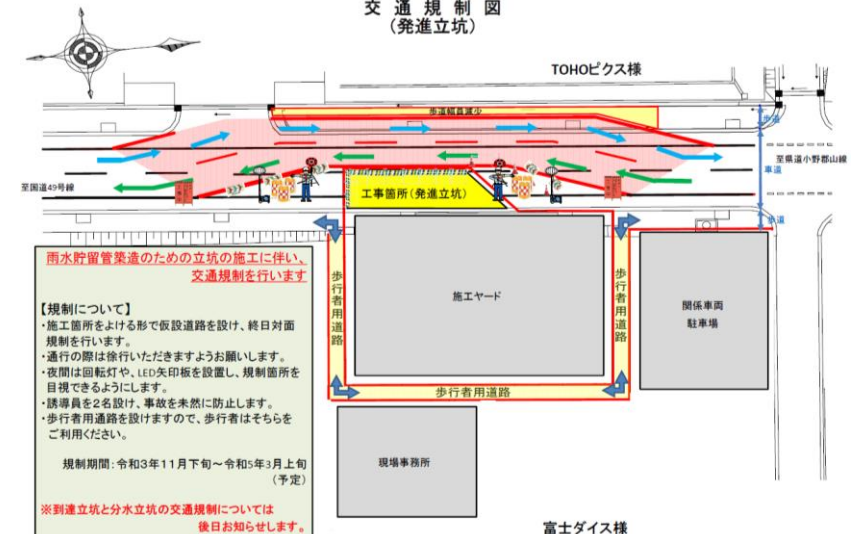 交通規制図
(発進立坑)
TOHOピクス様
歩道幅員減少
歩道
至県道小野郡山線
車道
至国道49号線
工事箇所(発進立坑)
歩道
雨水貯留管築造のための立坑の施工に伴い、
交通規制を行います
【規制について】
・施工箇所をよける形で仮設道路を設け、終日対面
規制を行います。
・通行の際は徐行いただきますようお願いします。
・夜間は回転灯や、LED矢印板を設置し、規制箇所を
目視できるようにします。
・誘導員を2名設け、事故を未然に防止します。
・歩行者用通路を設けますので、歩行者はそちらを
ご利用ください。
規制期間:令和3年11月下旬~令和5年3月上旬
(予定)
※到達立坑と分水立坑の交通規制については
後日お知らせします。
歩行者用道路
施工ヤード
歩行者用道路
関係車両
駐車場
歩行者用道路
現場事務所
富士ダイス様